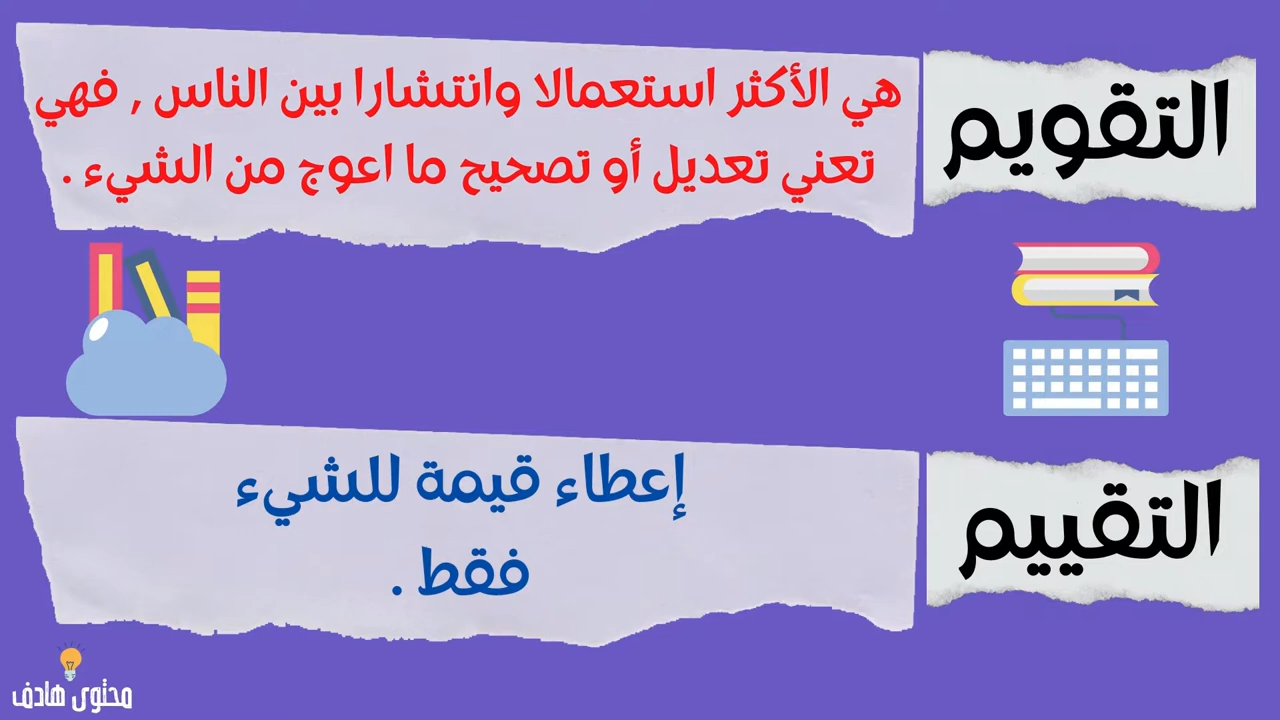 التقويم
هي الأكثر استعمالا وانتشارا بين الناس , فهي
تعني تعديل أو تصحيح ما اعوج من الشيء .
التقييم
إعطاء قيمة للشيء
فقط .
محتوى هادف